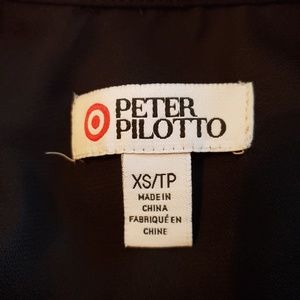 PETER
PILOTTO
XS/TP
MADE IN
CHINA
FABRIQUÉ EN
CHINE